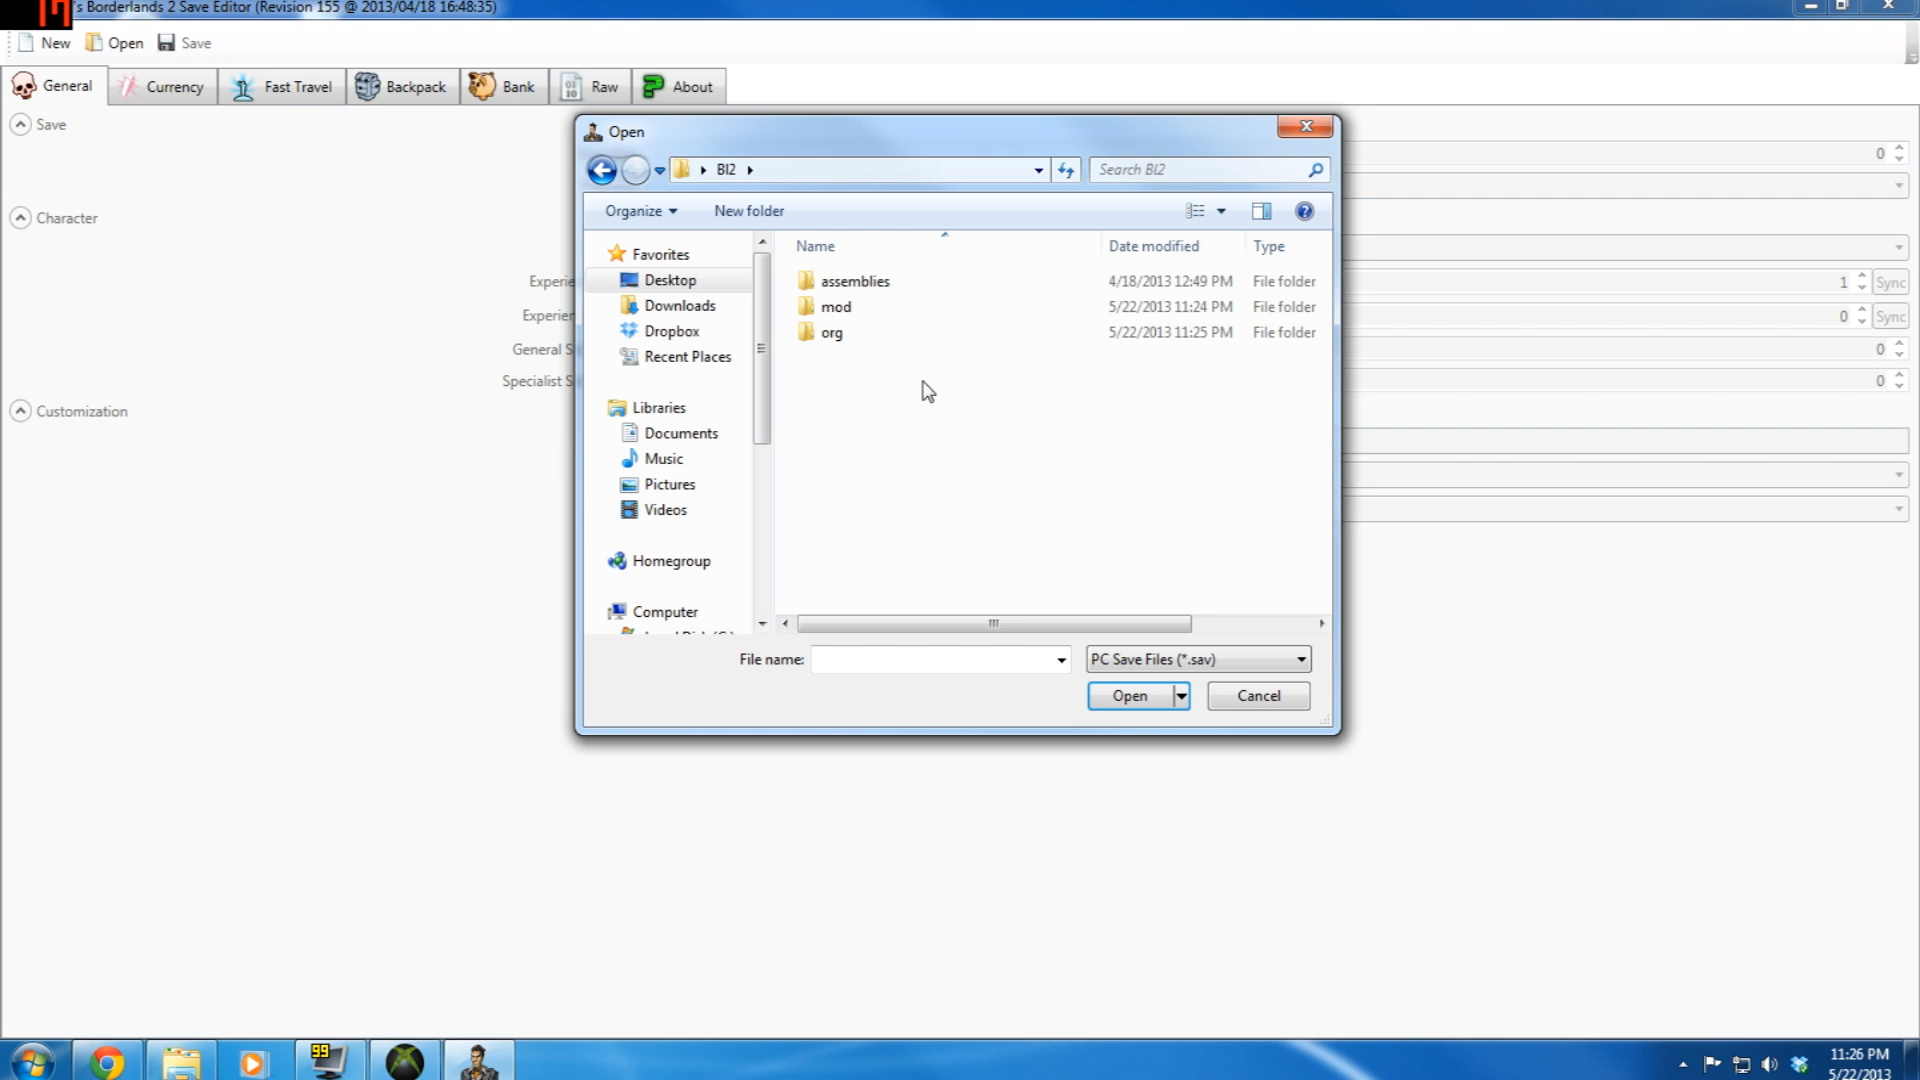 's Borderlands 2 Save Editor (Revision 155 @ 2013/04/18 16:48:35)
New Open Save
General Currency Fast Travel Backpack Bank Raw About
Save
0
Character
Experie
1
Sync
Experien
0
Sync
General S
0
Specialist S
0
Customization
Open
Bl2
Search Bl2
Organize New folder
Name Date modified Type
assemblies 4/18/2013 12:49 PM File folder
mod 5/22/2013 11:24 PM File folder
org 5/22/2013 11:25 PM File folder
Favorites
Desktop
Downloads
Dropbox
Recent Places
Libraries
Documents
Music
Pictures
Videos
Homegroup
Computer
File name: PC Save Files (*.sav)
Open Cancel
99
11:26 PM
5/22/2013